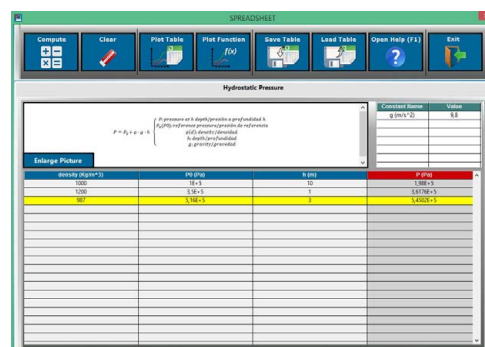 SPREADSHEET
Compute Clear Plot Table Plot Function Save Table Load Table Open Help (F1) Exit
f(x)
Hydrostatic Pressure
P: pressure at h depth/presión a profundidad h
P₀(P0): reference pressure/presión de referencia
P = P₀ + ρ · g · h
ρ(d): density/densidad
h: depth/profundidad
g: gravity/gravedad
Constant Name Value
g (m/s^2) 9,8
Enlarge Picture
density (Kg/m^3) P0 (Pa) h (m) P (Pa)
1000 1E+5 10 1,98E+5
1200 3,5E+5 1 3,6176E+5
987 5,16E+5 3 5,4502E+5